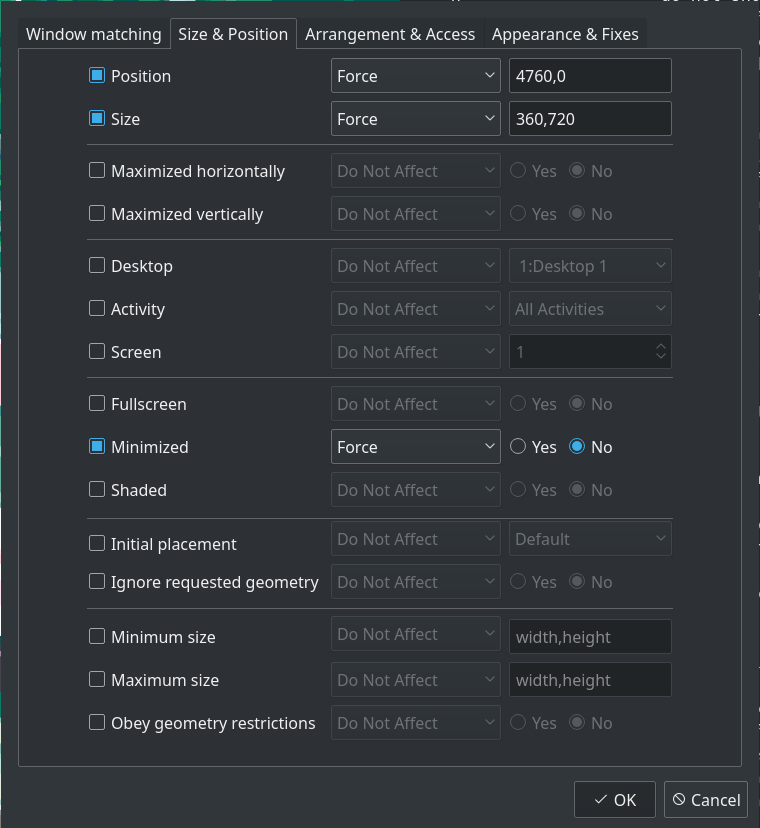 Window matching Size & Position Arrangement & Access Appearance & Fixes
Position Force 4760,0
Size Force 360,720
Maximized horizontally Do Not Affect Yes No
Maximized vertically Do Not Affect Yes No
Desktop Do Not Affect 1:Desktop 1
Activity Do Not Affect All Activities
Screen Do Not Affect 1
Fullscreen Do Not Affect Yes No
Minimized Force Yes No
Shaded Do Not Affect Yes No
Initial placement Do Not Affect Default
Ignore requested geometry Do Not Affect Yes No
Minimum size Do Not Affect width,height
Maximum size Do Not Affect width,height
Obey geometry restrictions Do Not Affect Yes No
OK Cancel